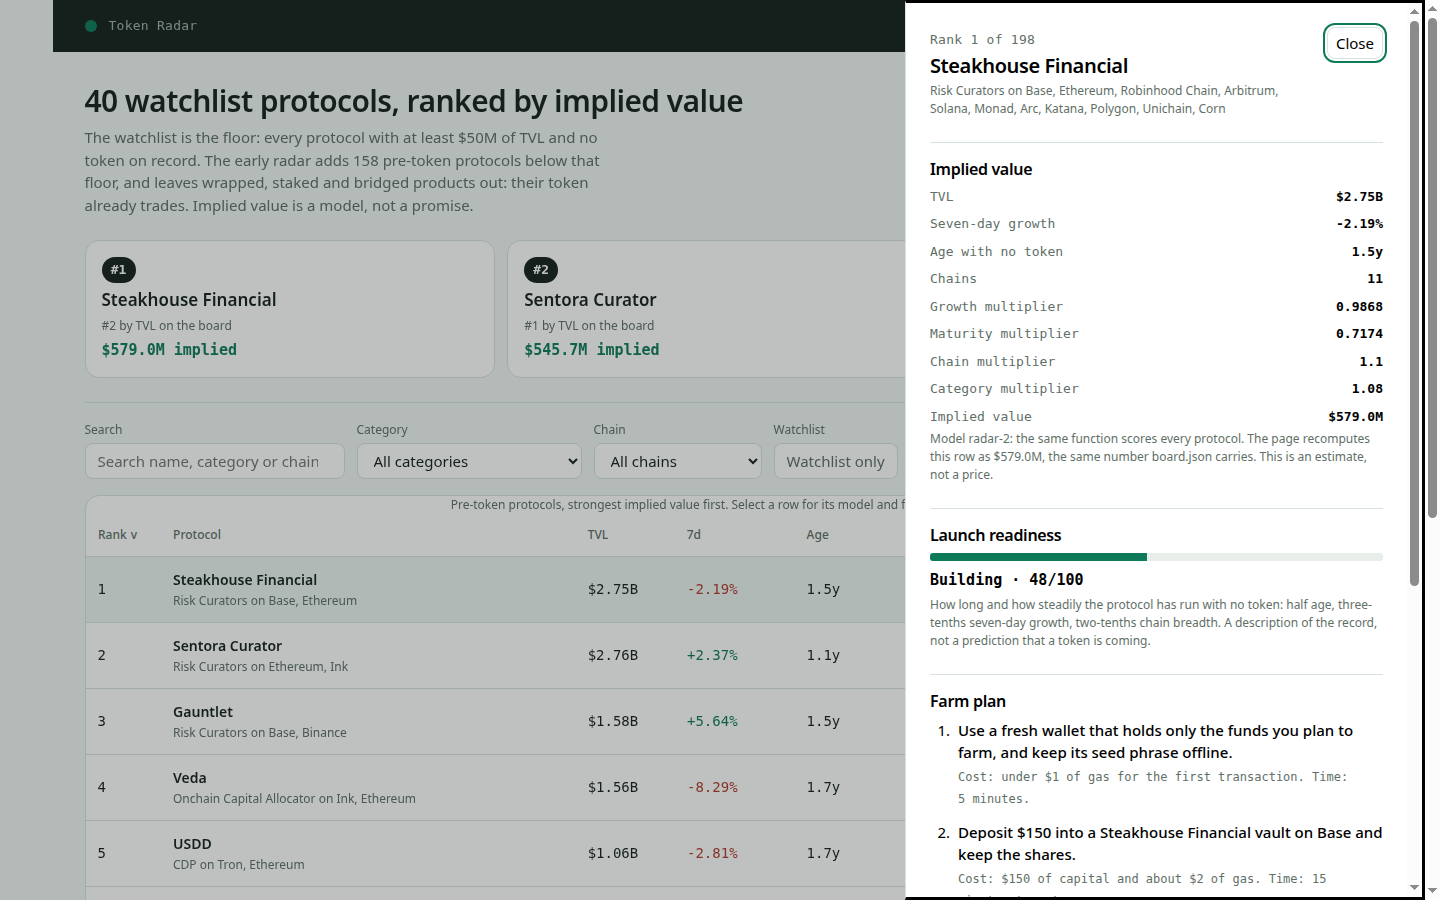 Token Radar
40 watchlist protocols, ranked by implied value
The watchlist is the floor: every protocol with at least $50M of TVL and no
token on record. The early radar adds 158 pre-token protocols below that
floor, and leaves wrapped, staked and bridged products out: their token
already trades. Implied value is a model, not a promise.
#1
Steakhouse Financial
#2 by TVL on the board
$579.0M implied
#2
Sentora Curator
#1 by TVL on the board
$545.7M implied
Search
Category
Chain
Watchlist
Search name, category or chain
All categories
All chains
Watchlist only
Pre-token protocols, strongest implied value first. Select a row for its model and f
Rank v Protocol TVL 7d Age
1 Steakhouse Financial $2.75B -2.19% 1.5y
Risk Curators on Base, Ethereum
2 Sentora Curator $2.76B +2.37% 1.1y
Risk Curators on Ethereum, Ink
3 Gauntlet $1.58B +5.64% 1.5y
Risk Curators on Base, Binance
4 Veda $1.56B -8.29% 1.7y
Onchain Capital Allocator on Ink, Ethereum
5 USDD $1.06B -2.81% 1.7y
CDP on Tron, Ethereum
Rank 1 of 198
Close
Steakhouse Financial
Risk Curators on Base, Ethereum, Robinhood Chain, Arbitrum,
Solana, Monad, Arc, Katana, Polygon, Unichain, Corn
Implied value
TVL $2.75B
Seven-day growth -2.19%
Age with no token 1.5y
Chains 11
Growth multiplier 0.9868
Maturity multiplier 0.7174
Chain multiplier 1.1
Category multiplier 1.08
Implied value $579.0M
Model radar-2: the same function scores every protocol. The page recomputes
this row as $579.0M, the same number board.json carries. This is an estimate,
not a price.
Launch readiness
Building · 48/100
How long and how steadily the protocol has run with no token: half age, three-
tenths seven-day growth, two-tenths chain breadth. A description of the record,
not a prediction that a token is coming.
Farm plan
1. Use a fresh wallet that holds only the funds you plan to
farm, and keep its seed phrase offline.
Cost: under $1 of gas for the first transaction. Time:
5 minutes.
2. Deposit $150 into a Steakhouse Financial vault on Base and
keep the shares.
Cost: $150 of capital and about $2 of gas. Time: 15